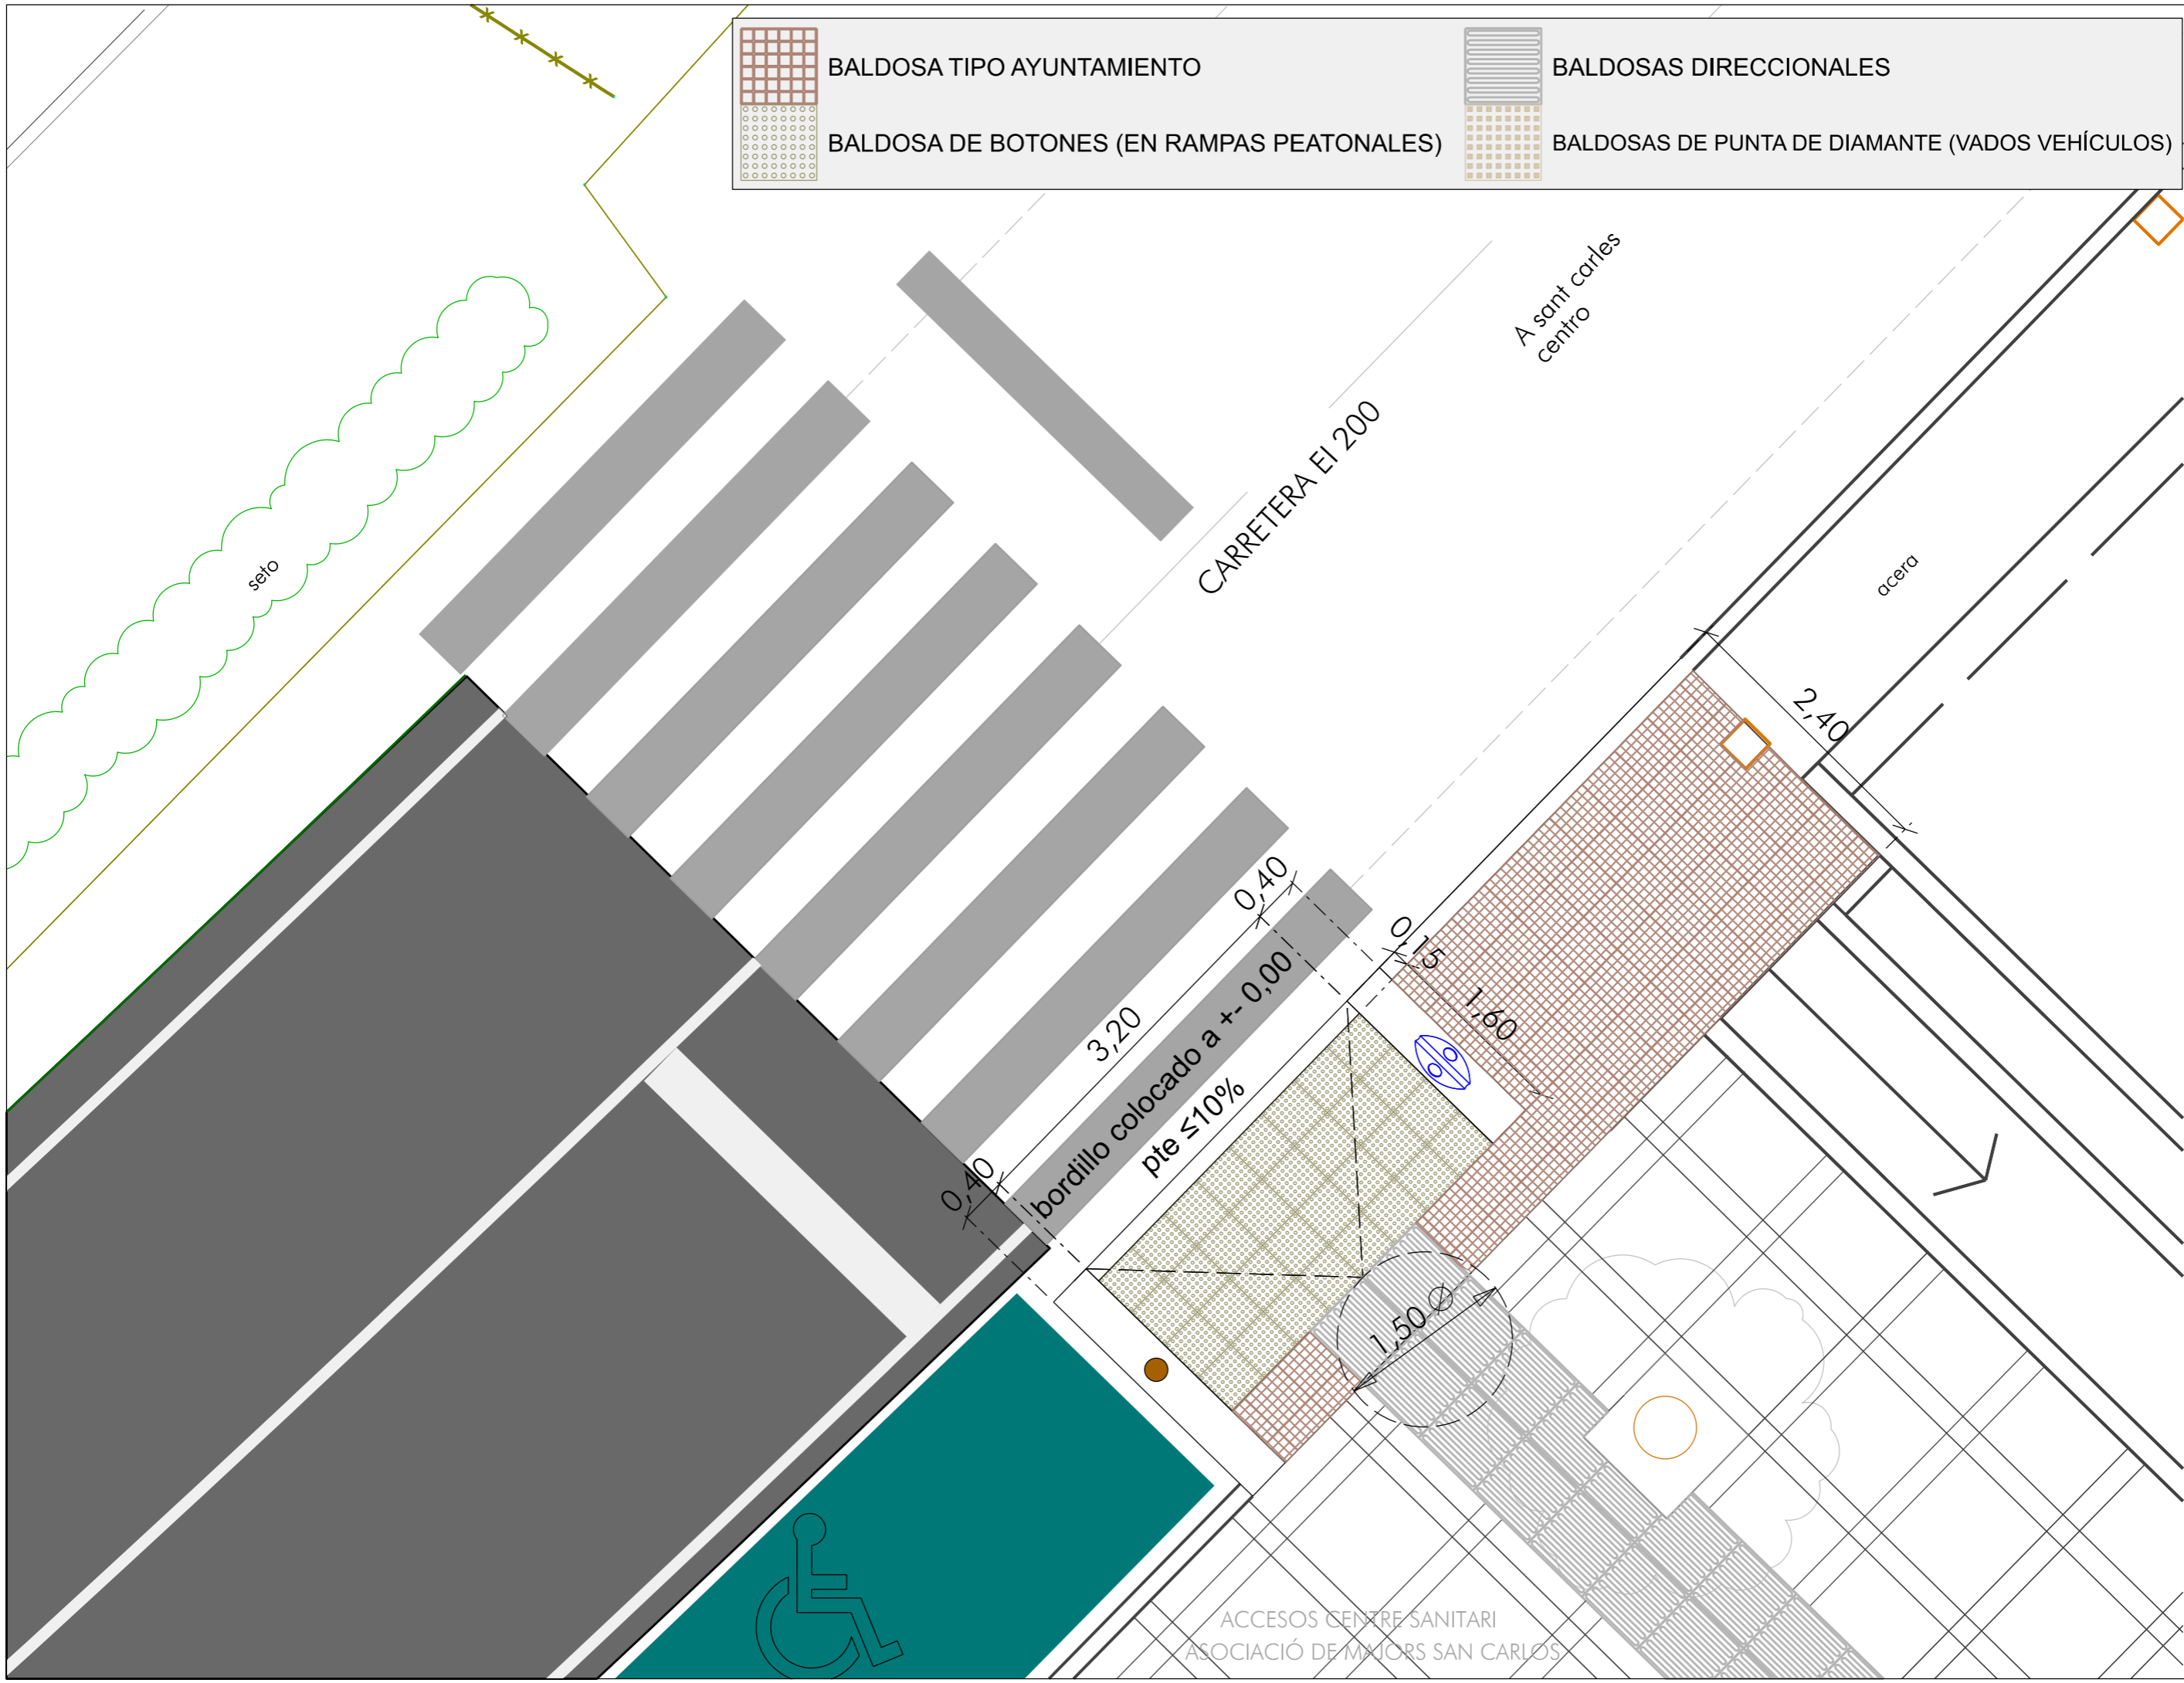 BALDOSA TIPO AYUNTAMIENTO
BALDOSAS DIRECCIONALES
BALDOSA DE BOTONES (EN RAMPAS PEATONALES)
BALDOSAS DE PUNTA DE DIAMANTE (VADOS VEHÍCULOS)
A sant carles
centro
CARRETERA EI 200
seto
acera
2,40
0,40
0,15
1,60
3,20
bordillo colocado a +- 0,00
pte ≤10%
0,40
1,50 Ø
ACCESOS CENTRE SANITARI
ASOCIACIÓ DE MAJORS SAN CARLOS